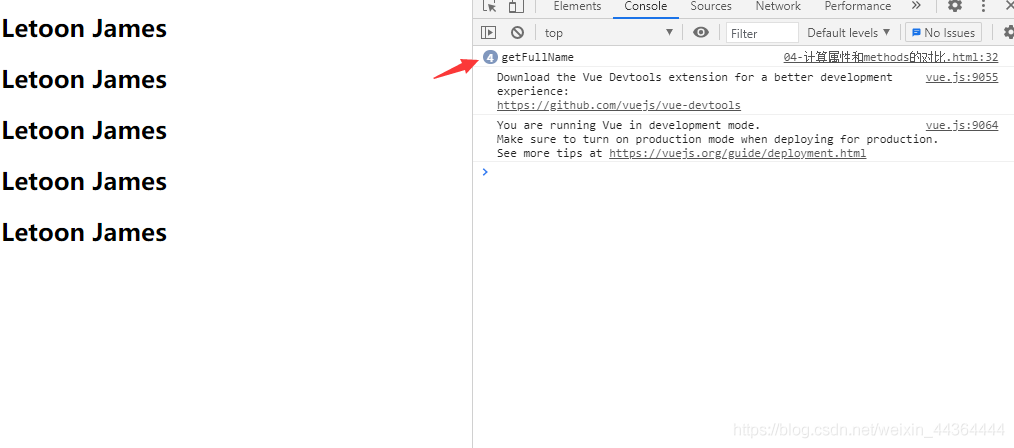 Letoon James
Letoon James
Letoon James
Letoon James
Letoon James
Elements Console Sources Network Performance »
top Filter Default levels No Issues
4 getFullName 04-计算属性和methods的对比.html:32
Download the Vue Devtools extension for a better development vue.js:9055
experience:
https://github.com/vuejs/vue-devtools
You are running Vue in development mode. vue.js:9064
Make sure to turn on production mode when deploying for production.
See more tips at https://vuejs.org/guide/deployment.html
https://blog.csdn.net/weixin_44364444